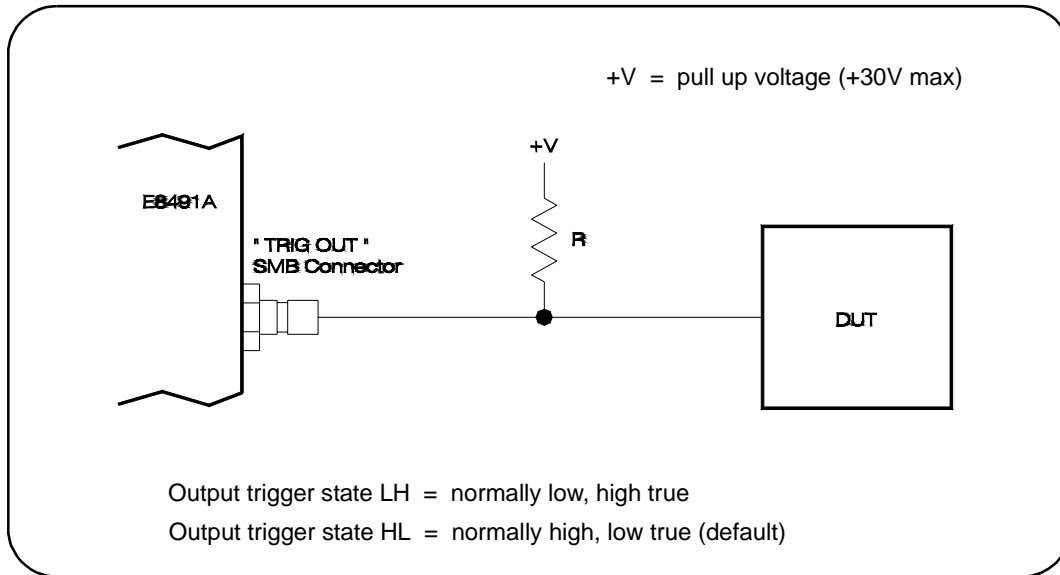 +V = pull up voltage (+30V max)
+V
E8491A
" TRIG OUT "
SMB Connector
R
DUT
Output trigger state LH = normally low, high true
Output trigger state HL = normally high, low true (default)